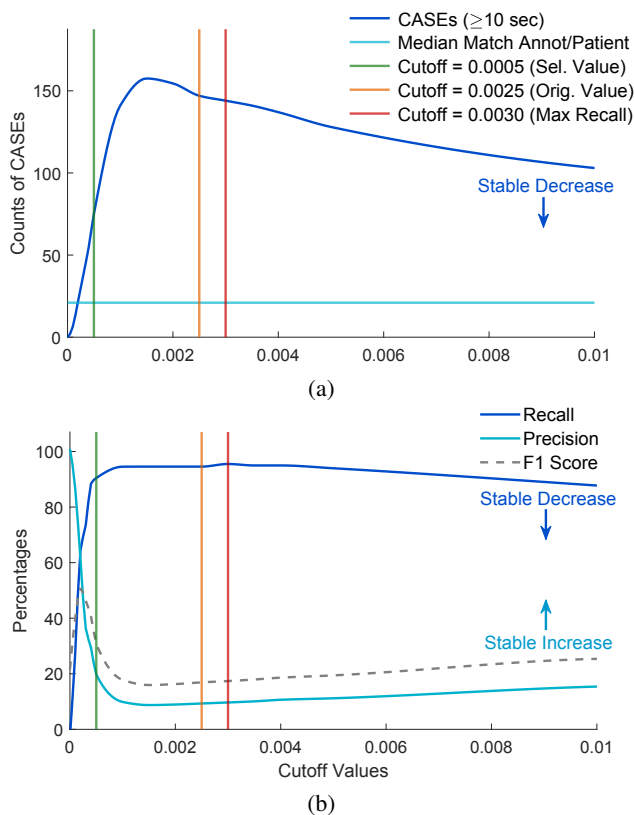 CASEs (≥10 sec)
Median Match Annot/Patient
Cutoff = 0.0005 (Sel. Value)
Cutoff = 0.0025 (Orig. Value)
Cutoff = 0.0030 (Max Recall)
Counts of CASEs
150
100
50
0
Stable Decrease
0 0.002 0.004 0.006 0.008 0.01
(a)
Recall
Precision
F1 Score
Percentages
100
80
60
40
20
0
Stable Decrease
Stable Increase
0 0.002 0.004 0.006 0.008 0.01
Cutoff Values
(b)